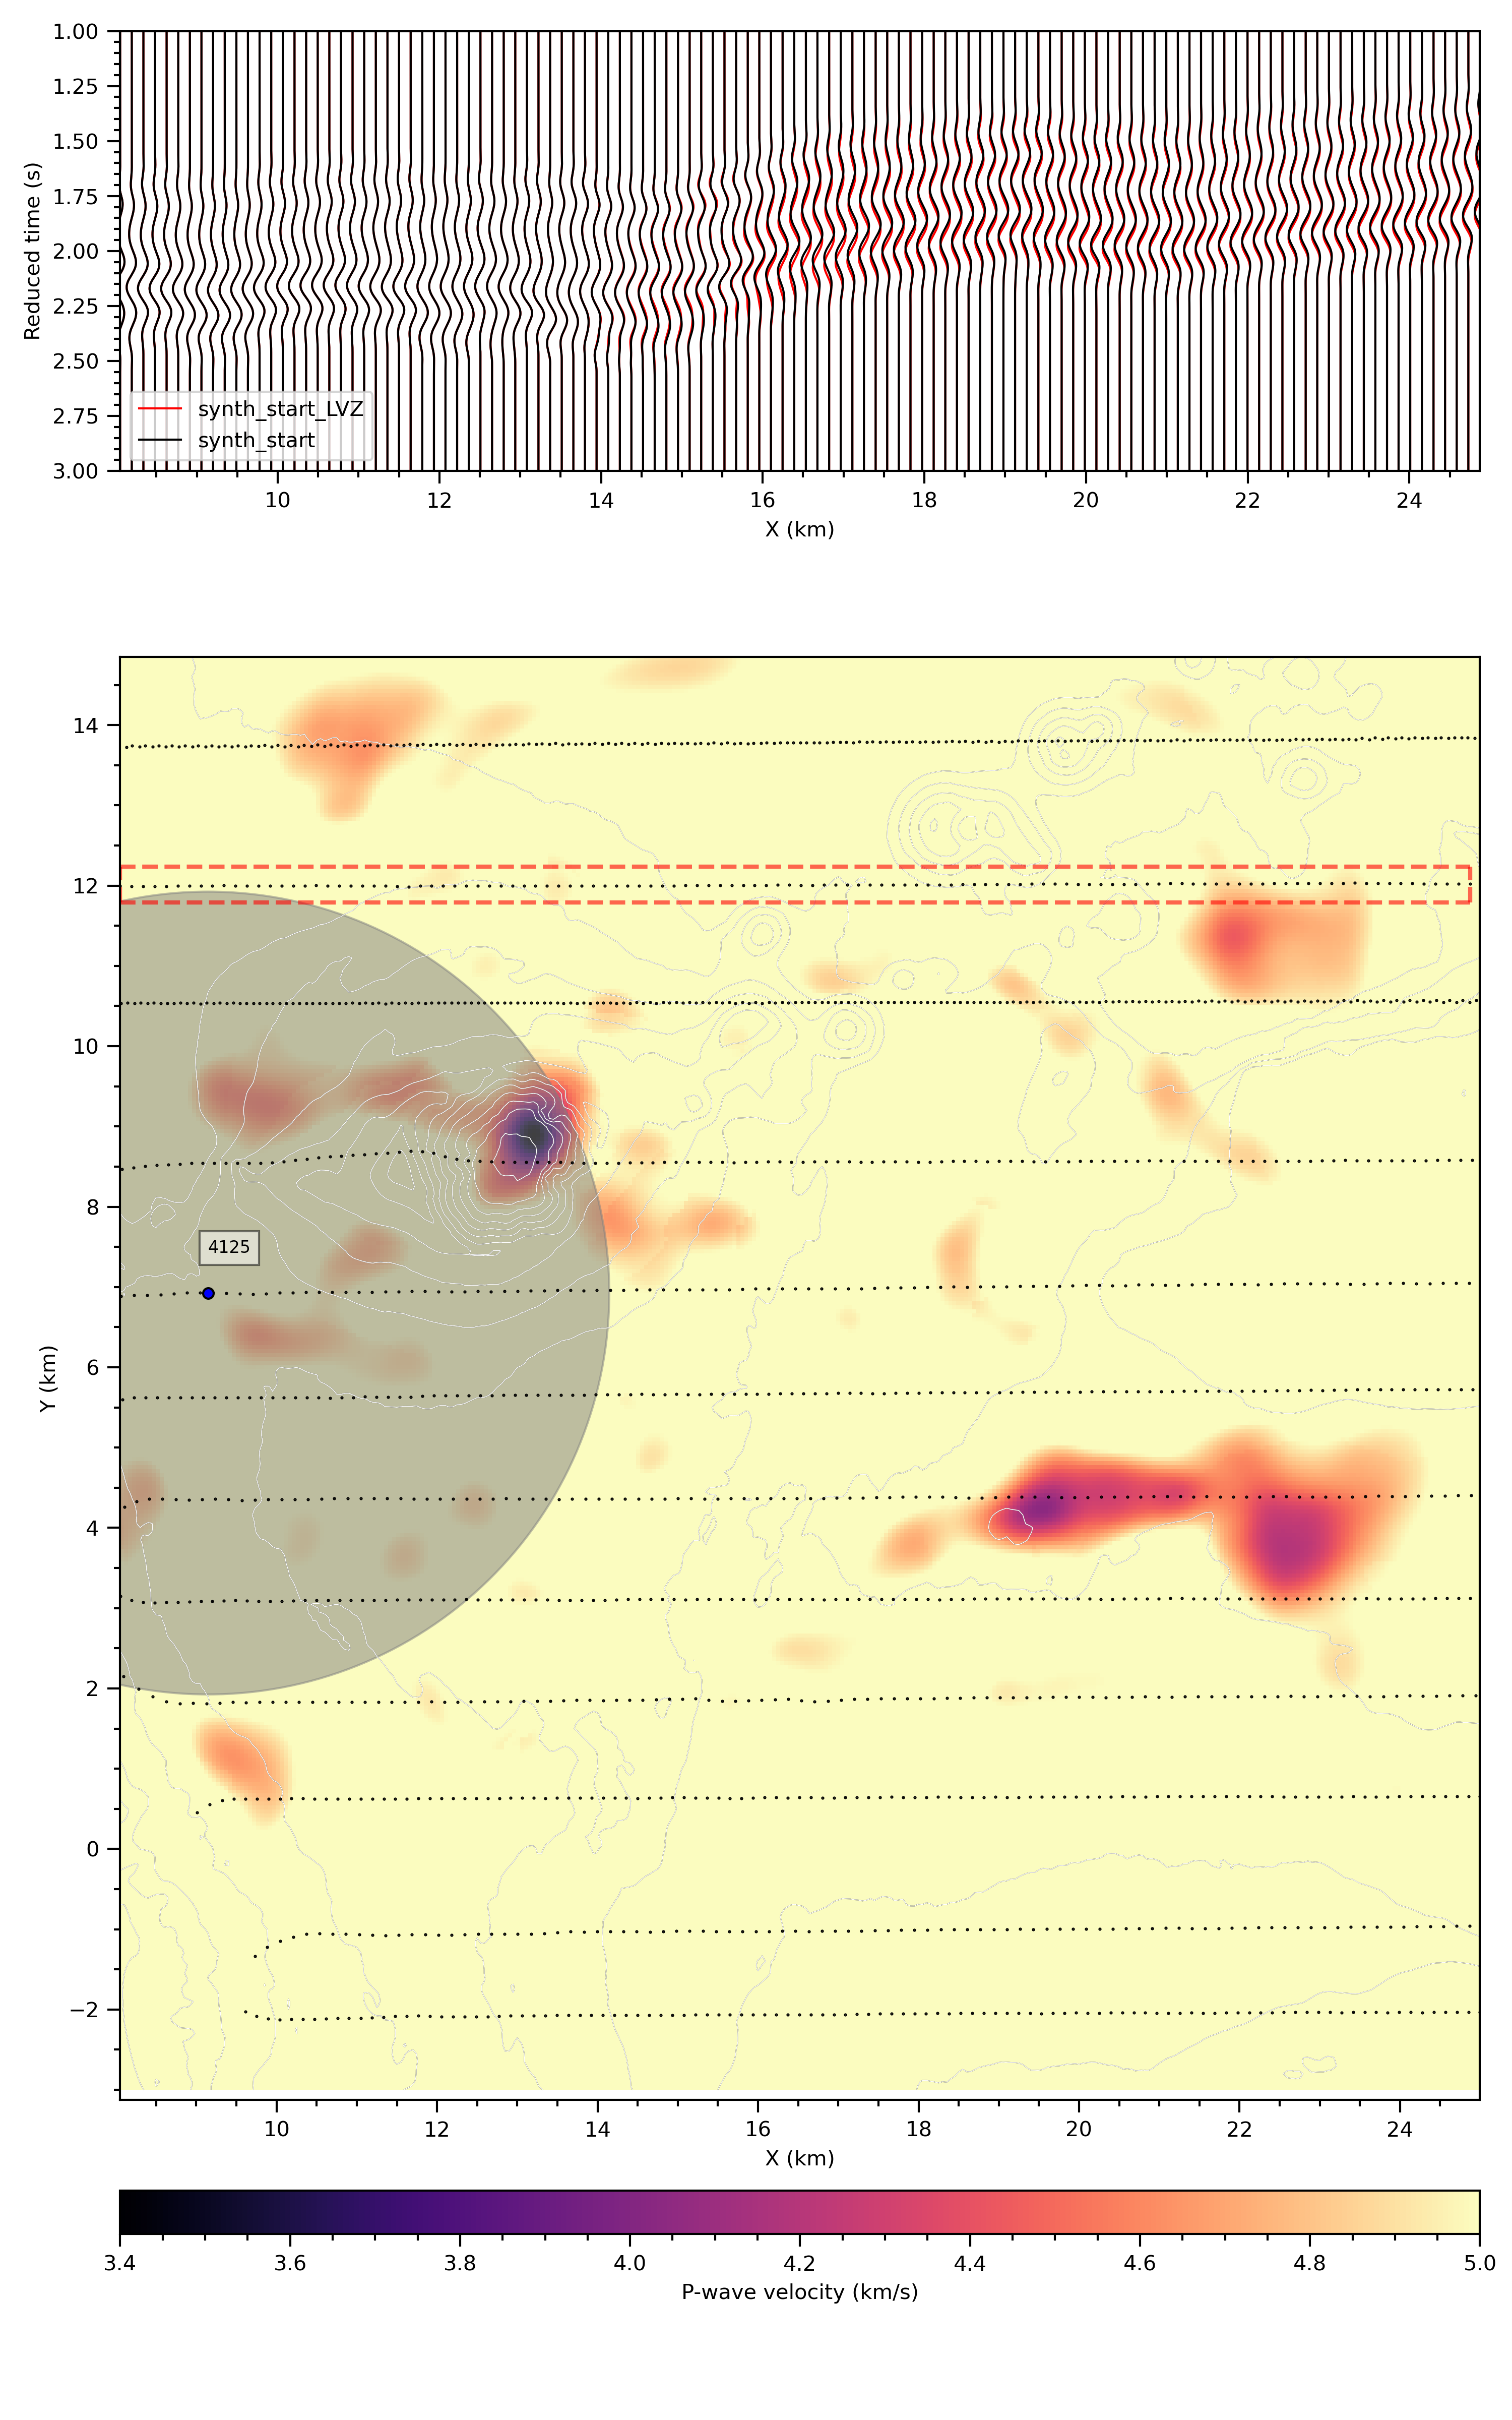 1.00
1.25
1.50
1.75
2.00
2.25
2.50
2.75
3.00
Reduced time (s)
synth_start_LVZ
synth_start
10 12 14 16 18 20 22 24
X (km)
14
12
10
8
6
4
2
0
−2
Y (km)
4125
10 12 14 16 18 20 22 24
X (km)
3.4 3.6 3.8 4.0 4.2 4.4 4.6 4.8 5.0
P-wave velocity (km/s)